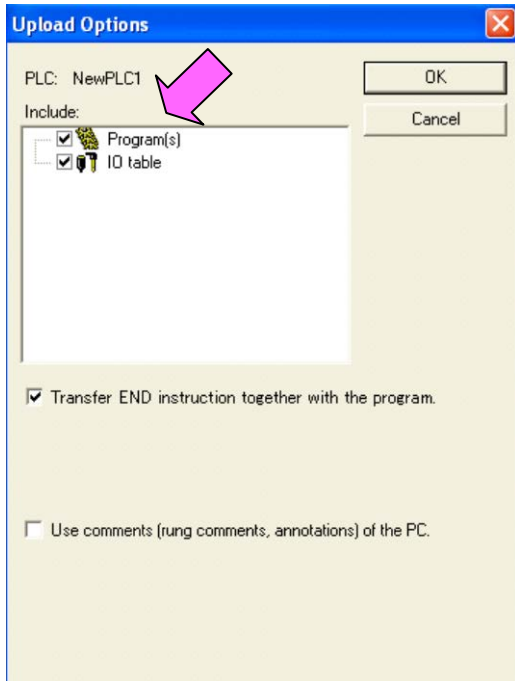 Upload Options
PLC: NewPLC1
OK
Include:
Cancel
Program(s)
IO table
Transfer END instruction together with the program.
Use comments (rung comments, annotations) of the PC.